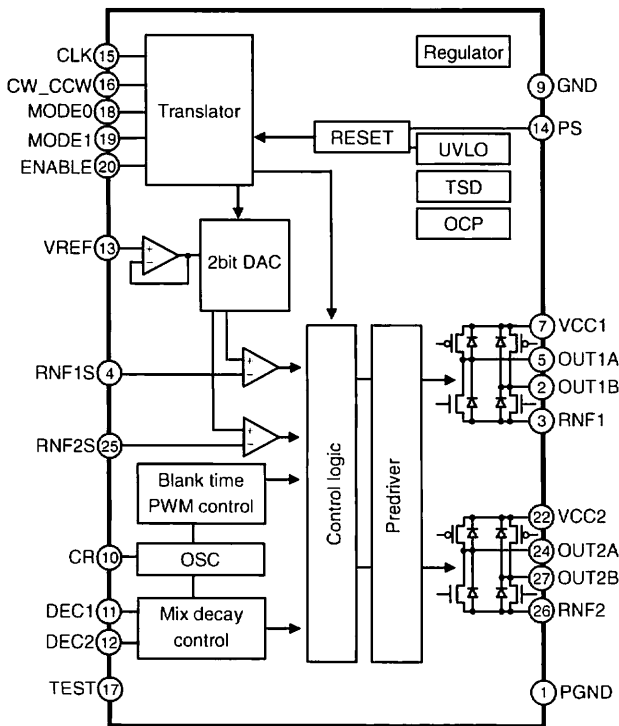 CLK 15
CW_CCW 16
MODE0 18
MODE1 19
ENABLE 20
Translator
Regulator
9 GND
14 PS
RESET
UVLO
TSD
OCP
VREF 13
+
−
2bit DAC
RNF1S 4
+
−
RNF2S 25
+
−
Blank time
PWM control
CR 10
OSC
DEC1 11
DEC2 12
Mix decay
control
TEST 17
Control logic
Predriver
7 VCC1
5 OUT1A
2 OUT1B
3 RNF1
22 VCC2
24 OUT2A
27 OUT2B
26 RNF2
1 PGND